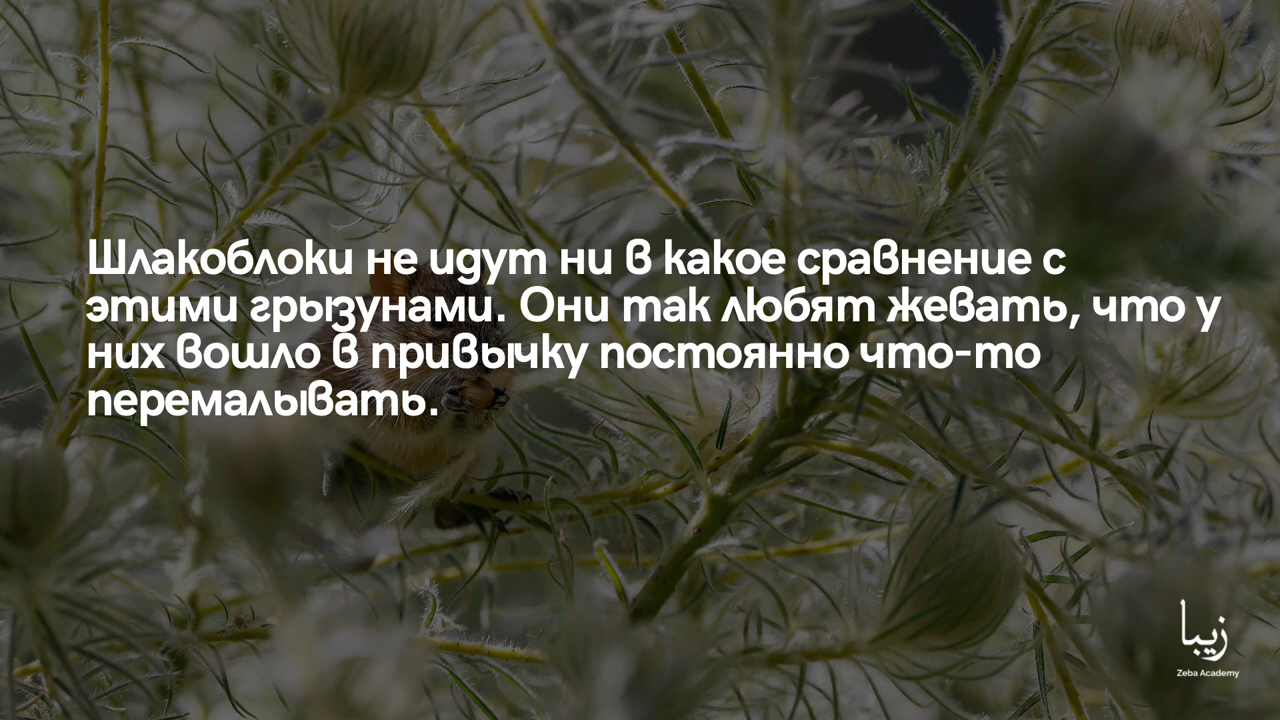 Шлакоблоки не идут ни в какое сравнение с
этими грызунами. Они так любят жевать, что у
них вошло в привычку постоянно что-то
перемалывать.
زيبا
Zeba Academy